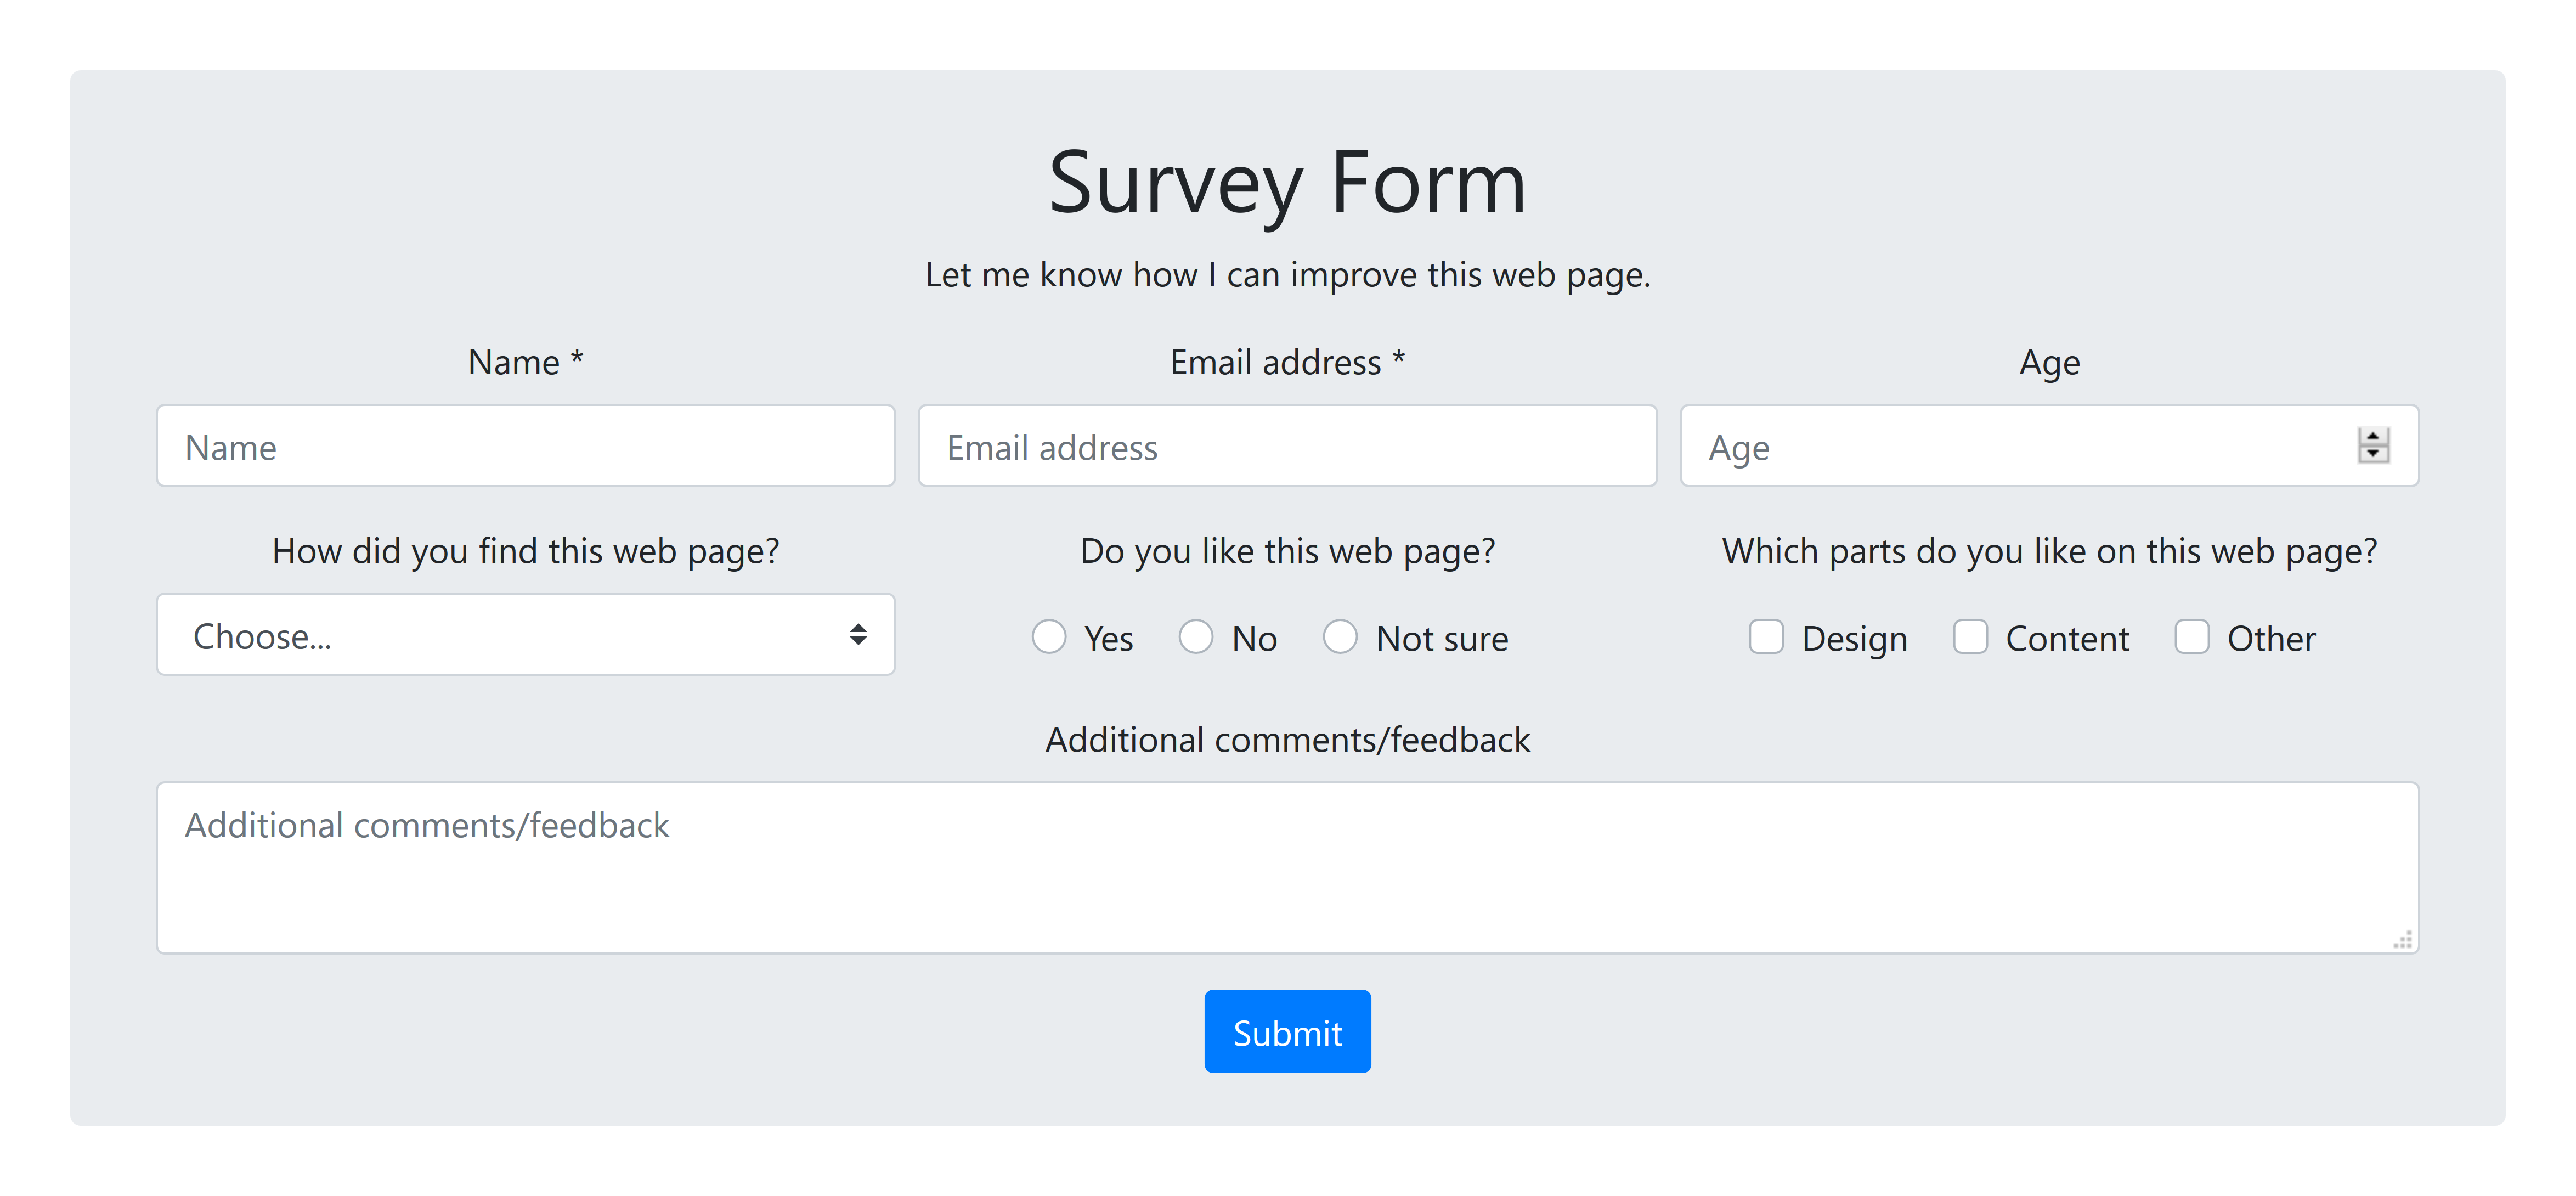 Survey Form
Let me know how I can improve this web page.
Name * Email address * Age
Name Email address Age
How did you find this web page? Do you like this web page? Which parts do you like on this web page?
Choose... Yes No Not sure Design Content Other
Additional comments/feedback
Additional comments/feedback
Submit